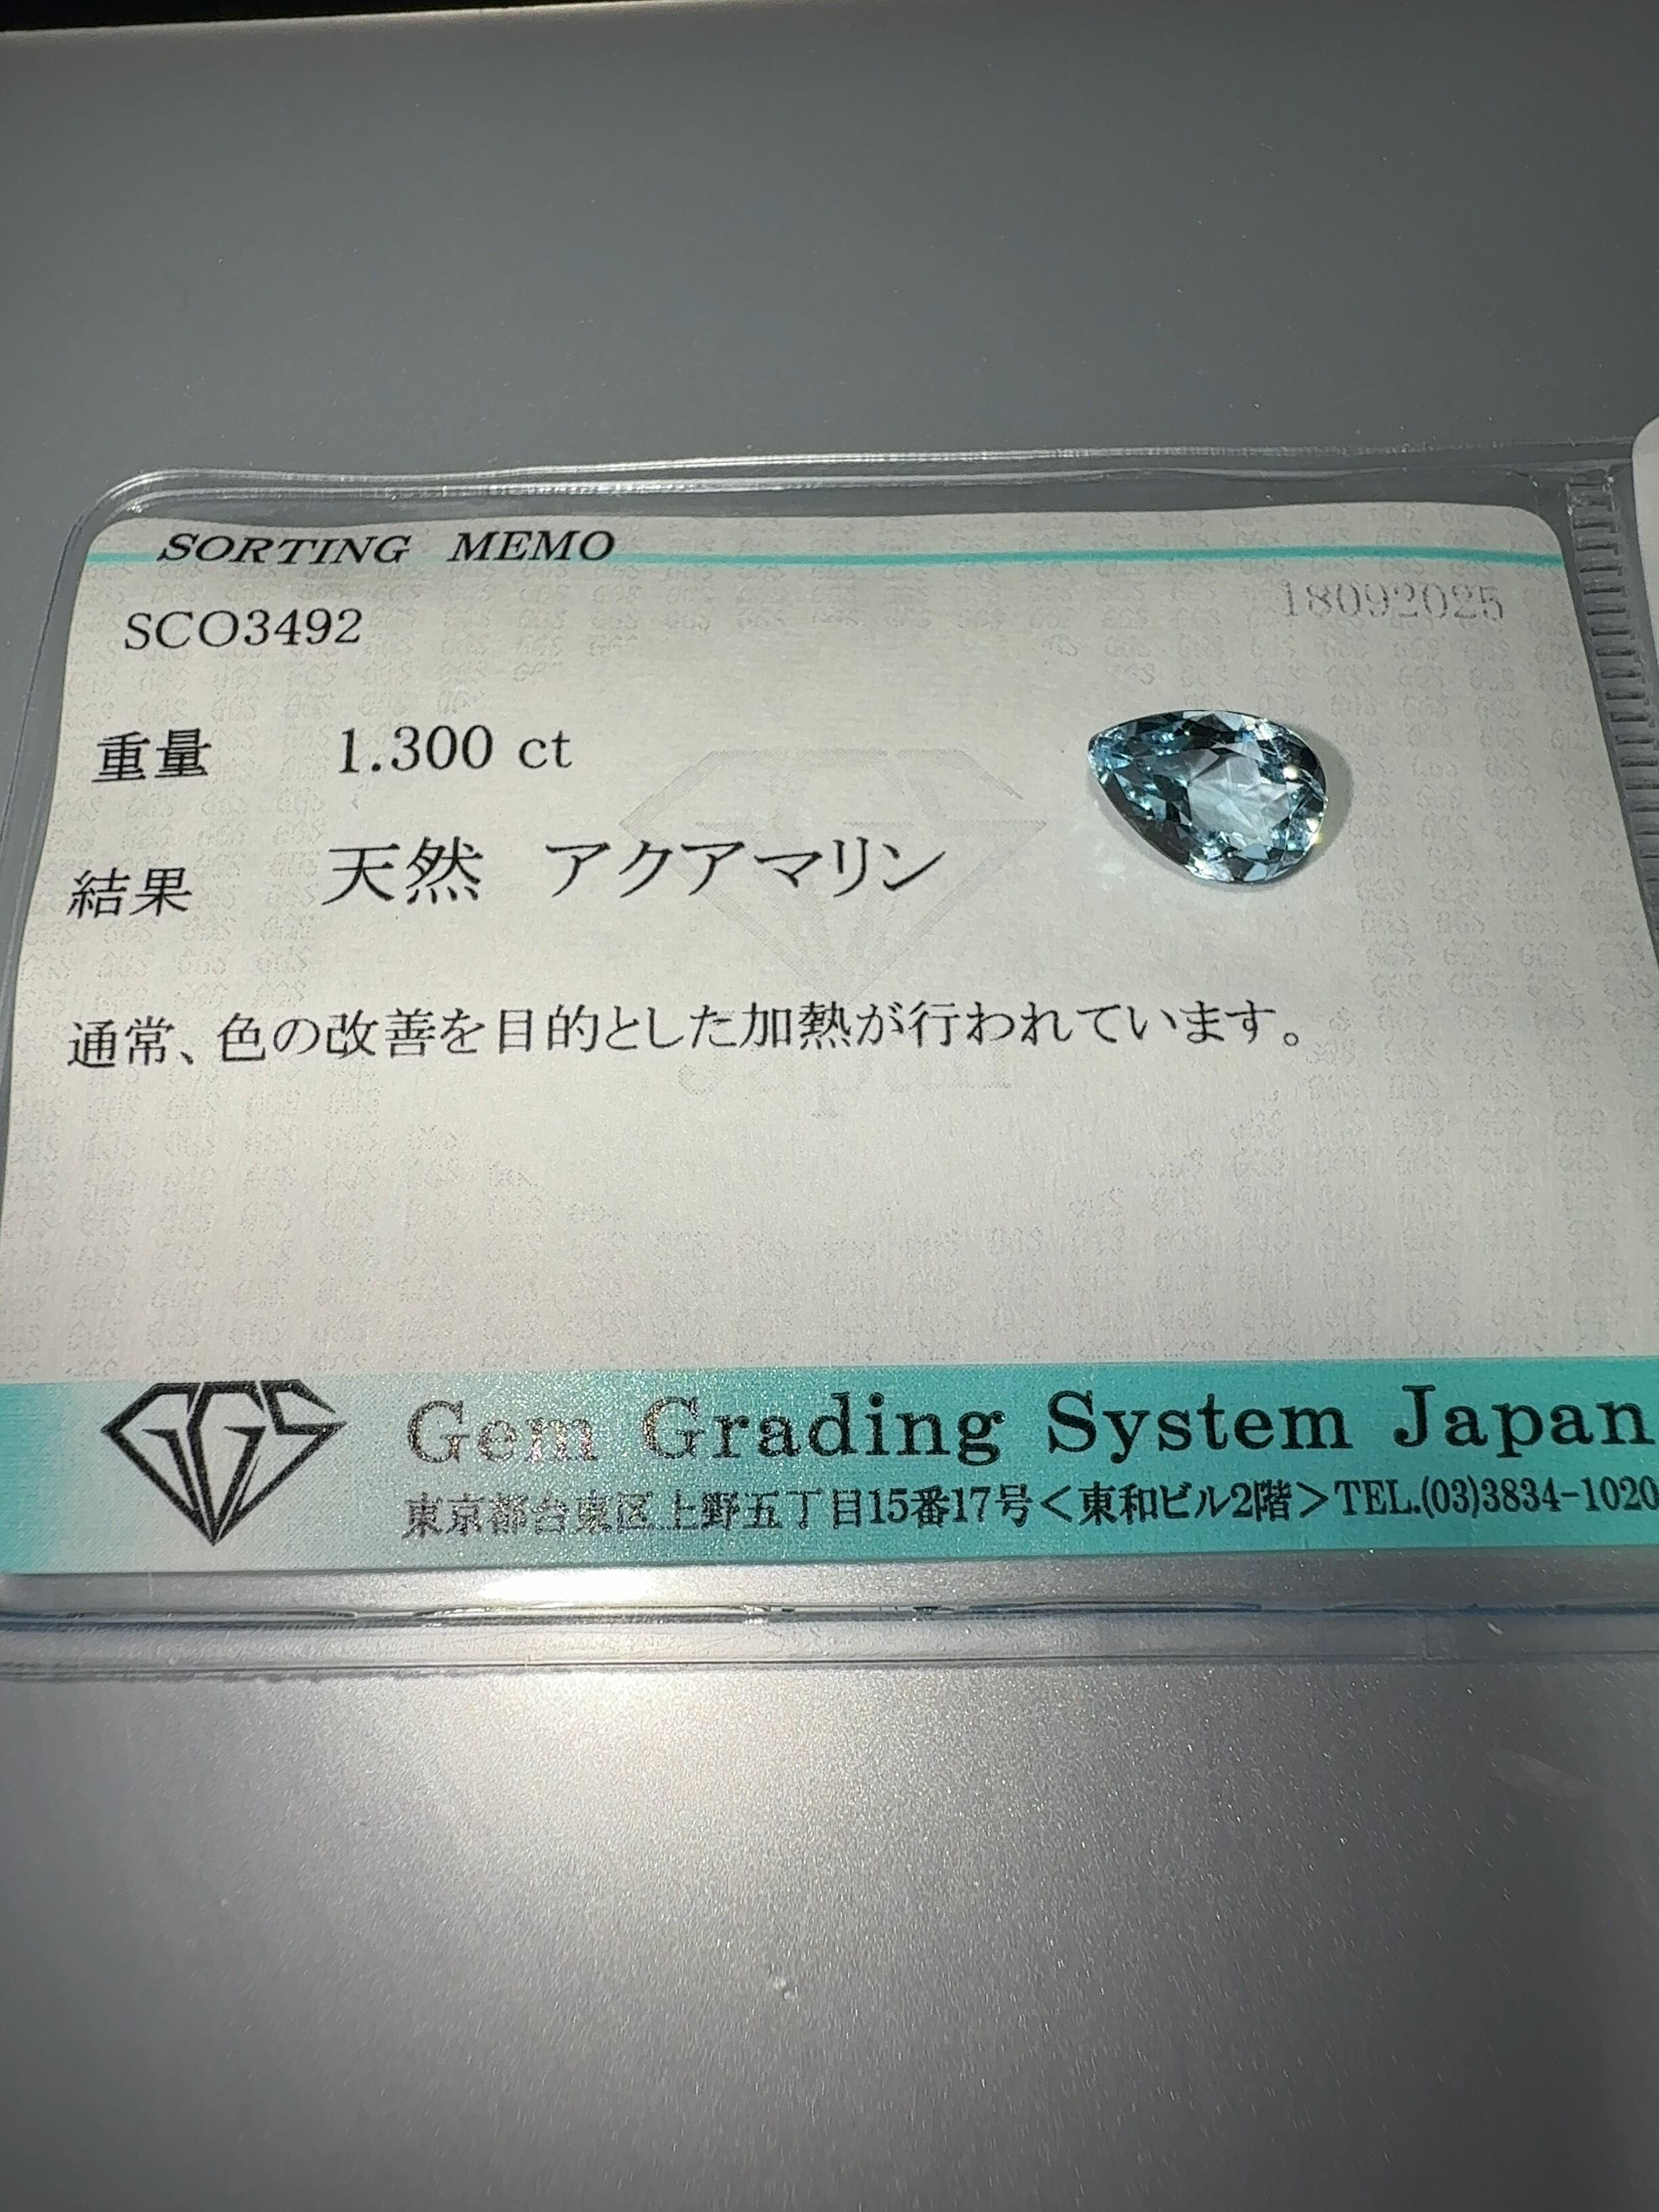 SORTING MEMO
SCO3492
18092025
重量 1.300 ct
結果 天然 アクアマリン
通常、色の改善を目的とした加熱が行われています。
Japan
GGS
Gem Grading System Japan
東京都台東区上野五丁目15番17号＜東和ビル2階＞TEL.(03)3834-1020